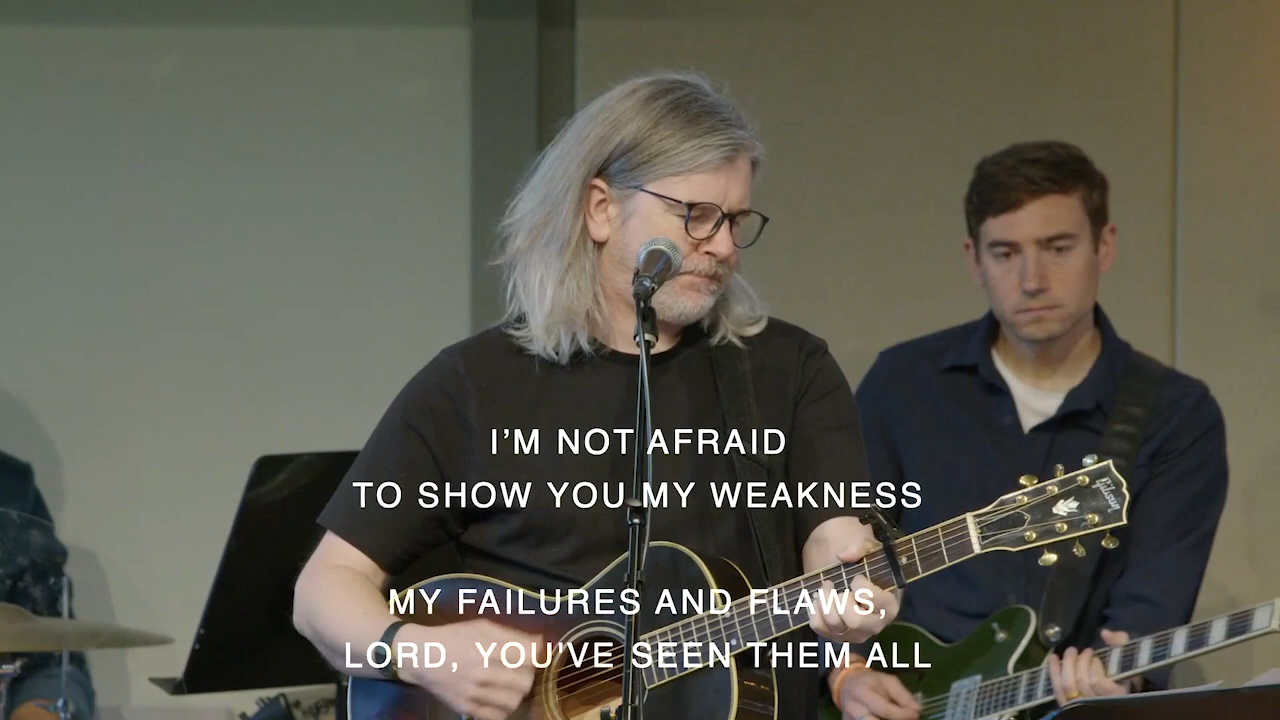 I'M NOT AFRAID
TO SHOW YOU MY WEAKNESS
MY FAILURES AND FLAWS,
LORD, YOU'VE SEEN THEM ALL